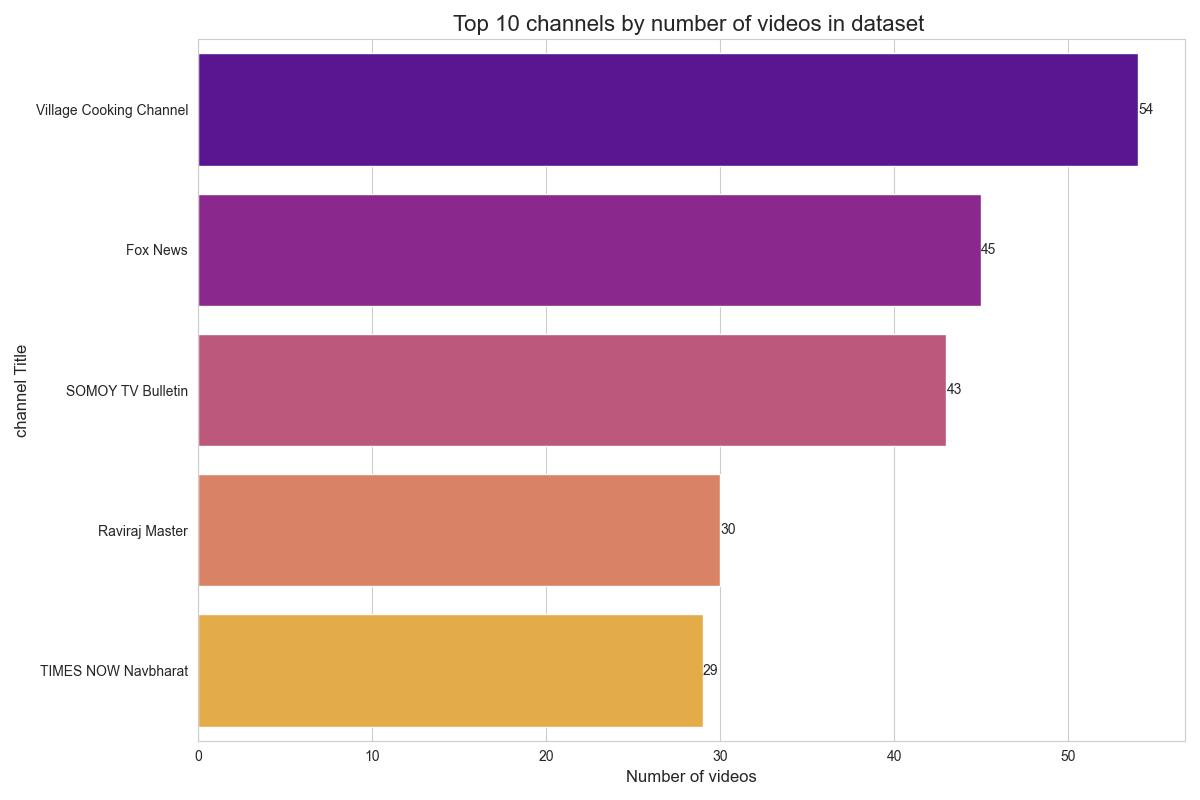 Top 10 channels by number of videos in dataset
Village Cooking Channel
54
Fox News
45
SOMOY TV Bulletin
43
Raviraj Master
30
TIMES NOW Navbharat
29
channel Title
0 10 20 30 40 50
Number of videos